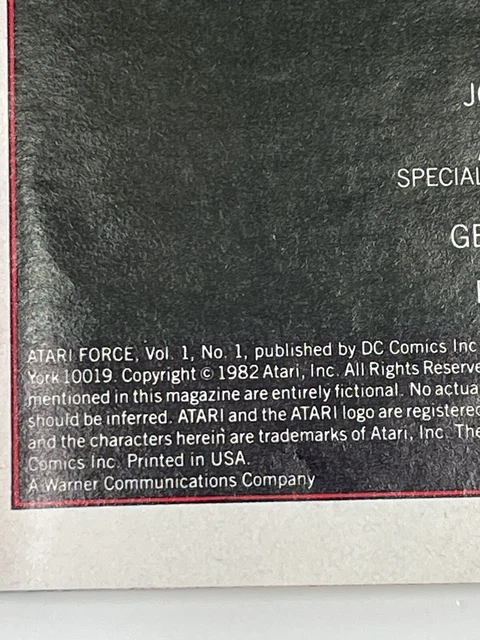 JO
SPECIAL
GE
ATARI FORCE, Vol. 1, No. 1, published by DC Comics Inc
York 10019. Copyright © 1982 Atari, Inc. All Rights Reserve
mentioned in this magazine are entirely fictional. No actua
should be inferred. ATARI and the ATARI logo are registered
and the characters herein are trademarks of Atari, Inc. The
Comics Inc. Printed in USA.
A Warner Communications Company